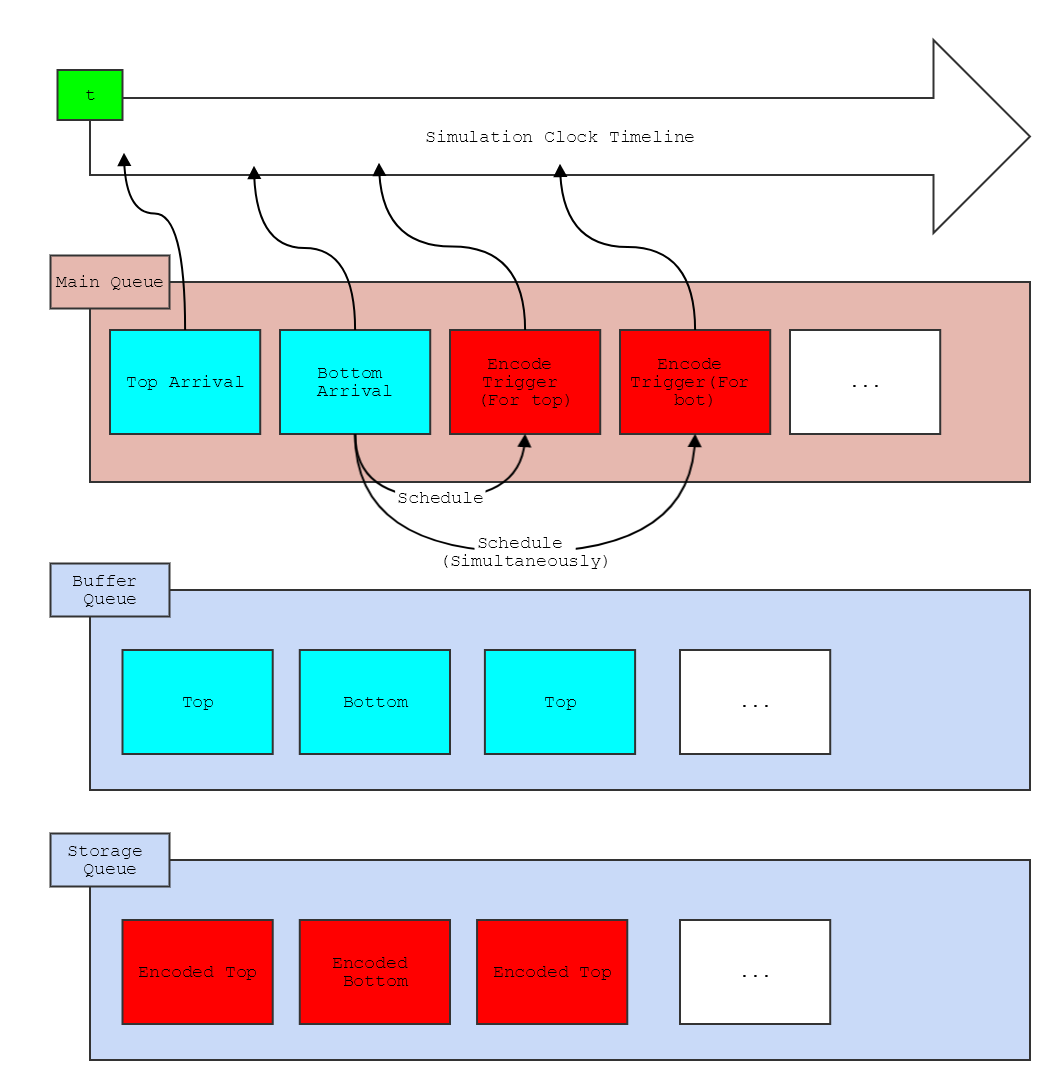 t
Simulation Clock Timeline
Main Queue
Top Arrival
Bottom
Arrival
Encode
Trigger
(For top)
Encode
Trigger(For
bot)
...
Schedule
Schedule
(Simultaneously)
Buffer
Queue
Top
Bottom
Top
...
Storage
Queue
Encoded Top
Encoded
Bottom
Encoded Top
...